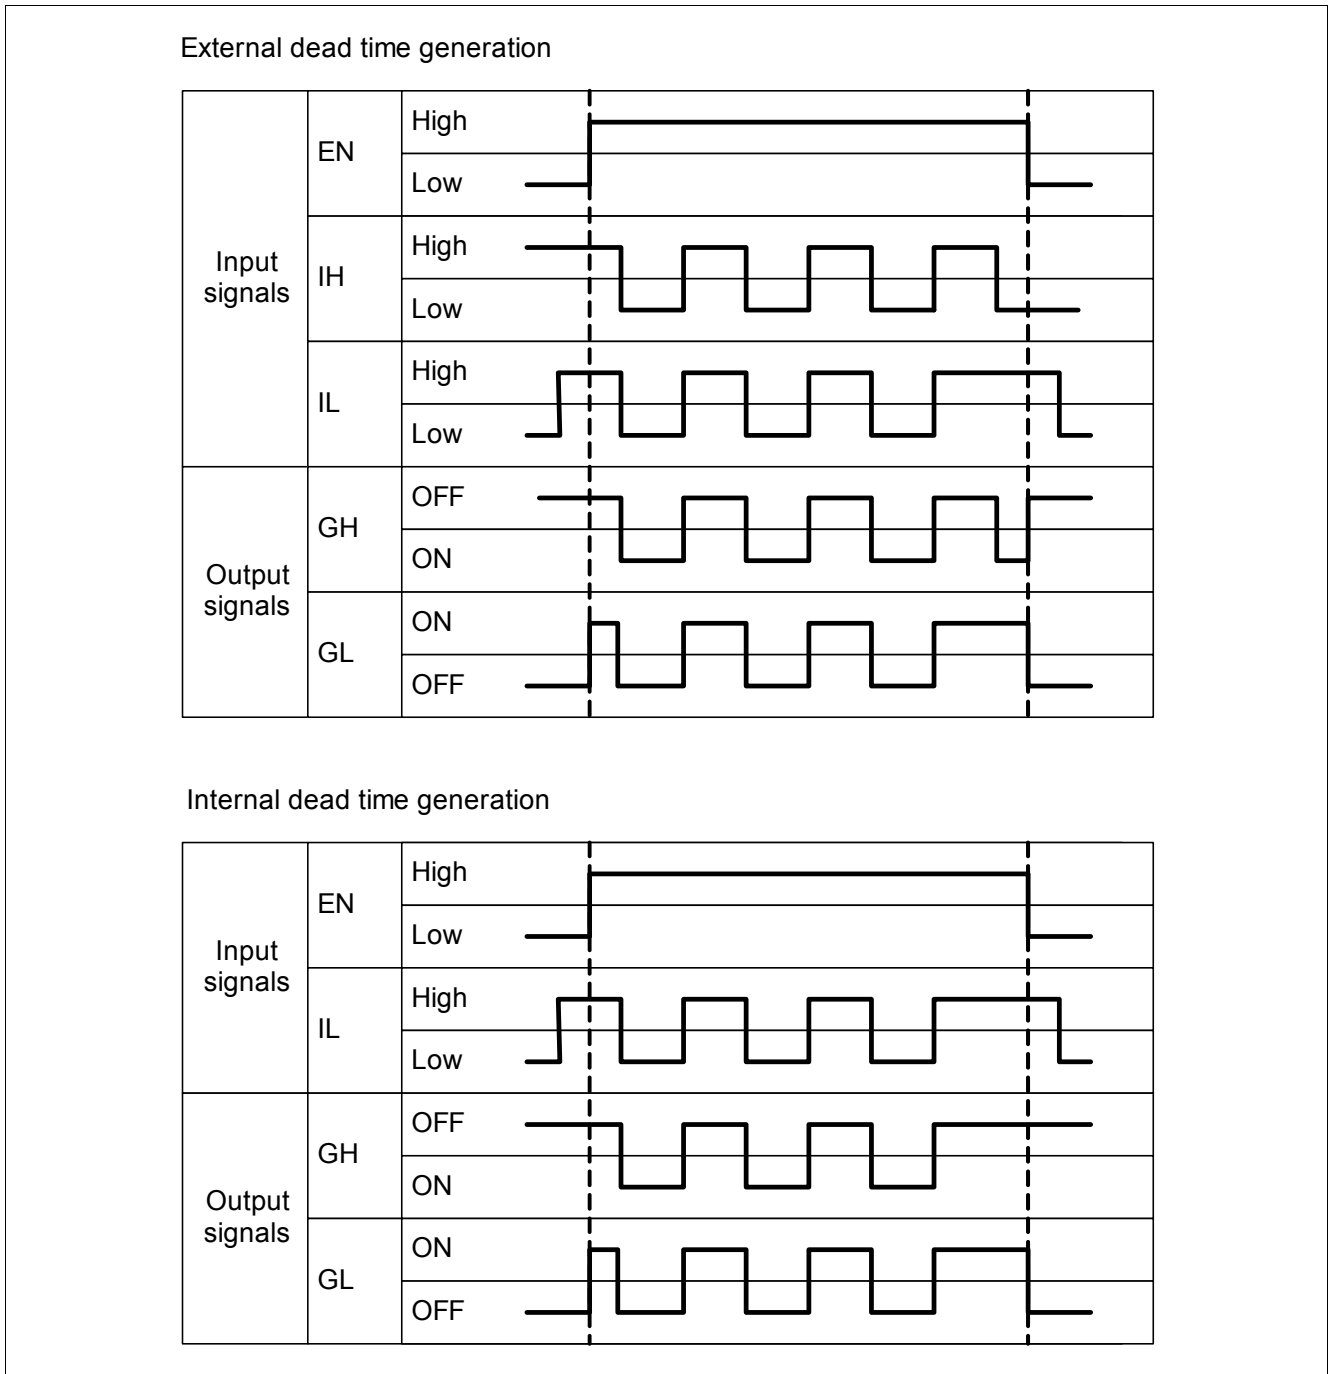 External dead time generation
Input
signals
EN
High
Low
IH
High
Low
IL
High
Low
Output
signals
GH
OFF
ON
GL
ON
OFF
Internal dead time generation
Input
signals
EN
High
Low
IL
High
Low
Output
signals
GH
OFF
ON
GL
ON
OFF